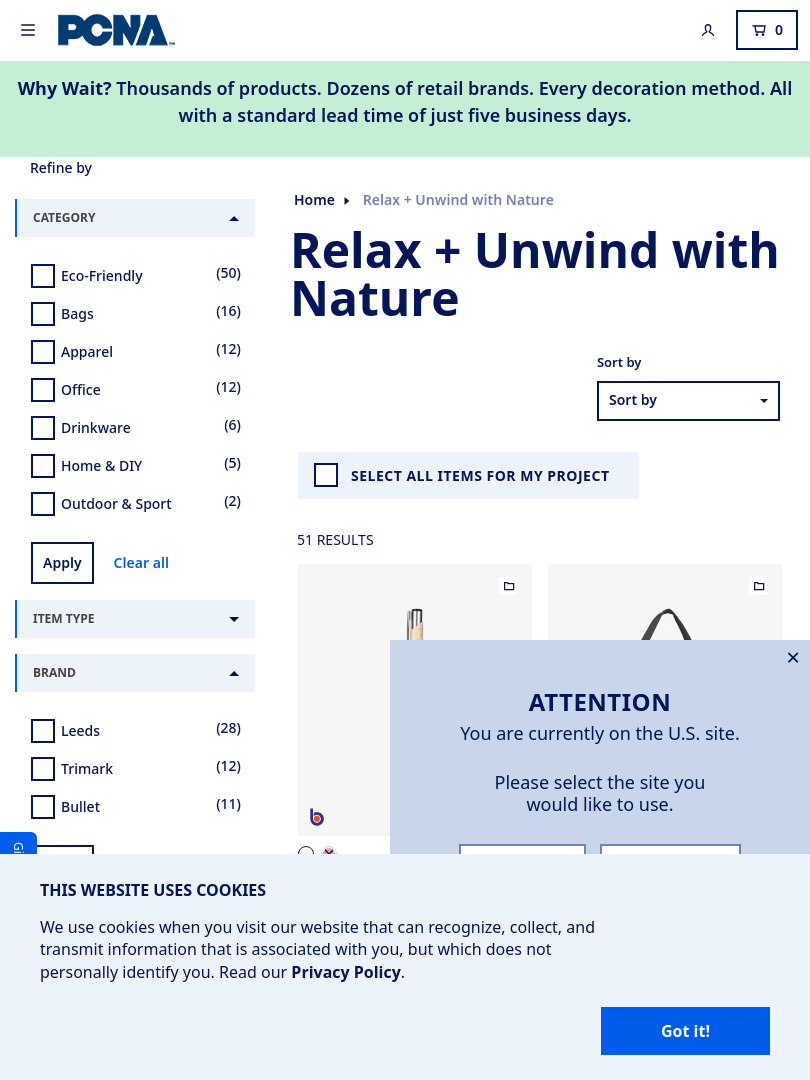 PCNA
0
Why Wait? Thousands of products. Dozens of retail brands. Every decoration method. All
with a standard lead time of just five business days.
Refine by
CATEGORY
Eco-Friendly (50)
Bags (16)
Apparel (12)
Office (12)
Drinkware (6)
Home & DIY (5)
Outdoor & Sport (2)
Apply Clear all
ITEM TYPE
BRAND
Leeds (28)
Trimark (12)
Bullet (11)
Home Relax + Unwind with Nature
Relax + Unwind with
Nature
Sort by
Sort by
SELECT ALL ITEMS FOR MY PROJECT
51 RESULTS
b
ATTENTION
You are currently on the U.S. site.
Please select the site you
would like to use.
THIS WEBSITE USES COOKIES
We use cookies when you visit our website that can recognize, collect, and
transmit information that is associated with you, but which does not
personally identify you. Read our Privacy Policy.
Got it!